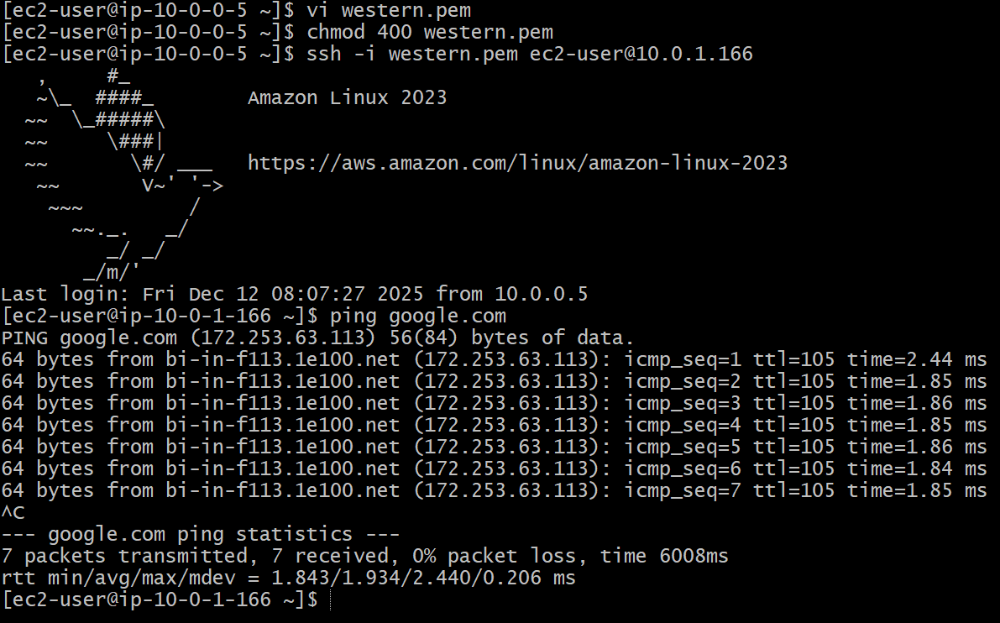 [ec2-user@ip-10-0-0-5 ~]$ vi western.pem
[ec2-user@ip-10-0-0-5 ~]$ chmod 400 western.pem
[ec2-user@ip-10-0-0-5 ~]$ ssh -i western.pem ec2-user@10.0.1.166
   ,     #_
   ~\_  ####_        Amazon Linux 2023
  ~~  \_#####\
  ~~     \###|
  ~~       \#/ ___   https://aws.amazon.com/linux/amazon-linux-2023
   ~~       V~' '->
    ~~~         /
      ~~._.   _/
         _/ _/
       _/m/'
Last login: Fri Dec 12 08:07:27 2025 from 10.0.0.5
[ec2-user@ip-10-0-1-166 ~]$ ping google.com
PING google.com (172.253.63.113) 56(84) bytes of data.
64 bytes from bi-in-f113.1e100.net (172.253.63.113): icmp_seq=1 ttl=105 time=2.44 ms
64 bytes from bi-in-f113.1e100.net (172.253.63.113): icmp_seq=2 ttl=105 time=1.85 ms
64 bytes from bi-in-f113.1e100.net (172.253.63.113): icmp_seq=3 ttl=105 time=1.86 ms
64 bytes from bi-in-f113.1e100.net (172.253.63.113): icmp_seq=4 ttl=105 time=1.85 ms
64 bytes from bi-in-f113.1e100.net (172.253.63.113): icmp_seq=5 ttl=105 time=1.86 ms
64 bytes from bi-in-f113.1e100.net (172.253.63.113): icmp_seq=6 ttl=105 time=1.84 ms
64 bytes from bi-in-f113.1e100.net (172.253.63.113): icmp_seq=7 ttl=105 time=1.85 ms
^C
--- google.com ping statistics ---
7 packets transmitted, 7 received, 0% packet loss, time 6008ms
rtt min/avg/max/mdev = 1.843/1.934/2.440/0.206 ms
[ec2-user@ip-10-0-1-166 ~]$